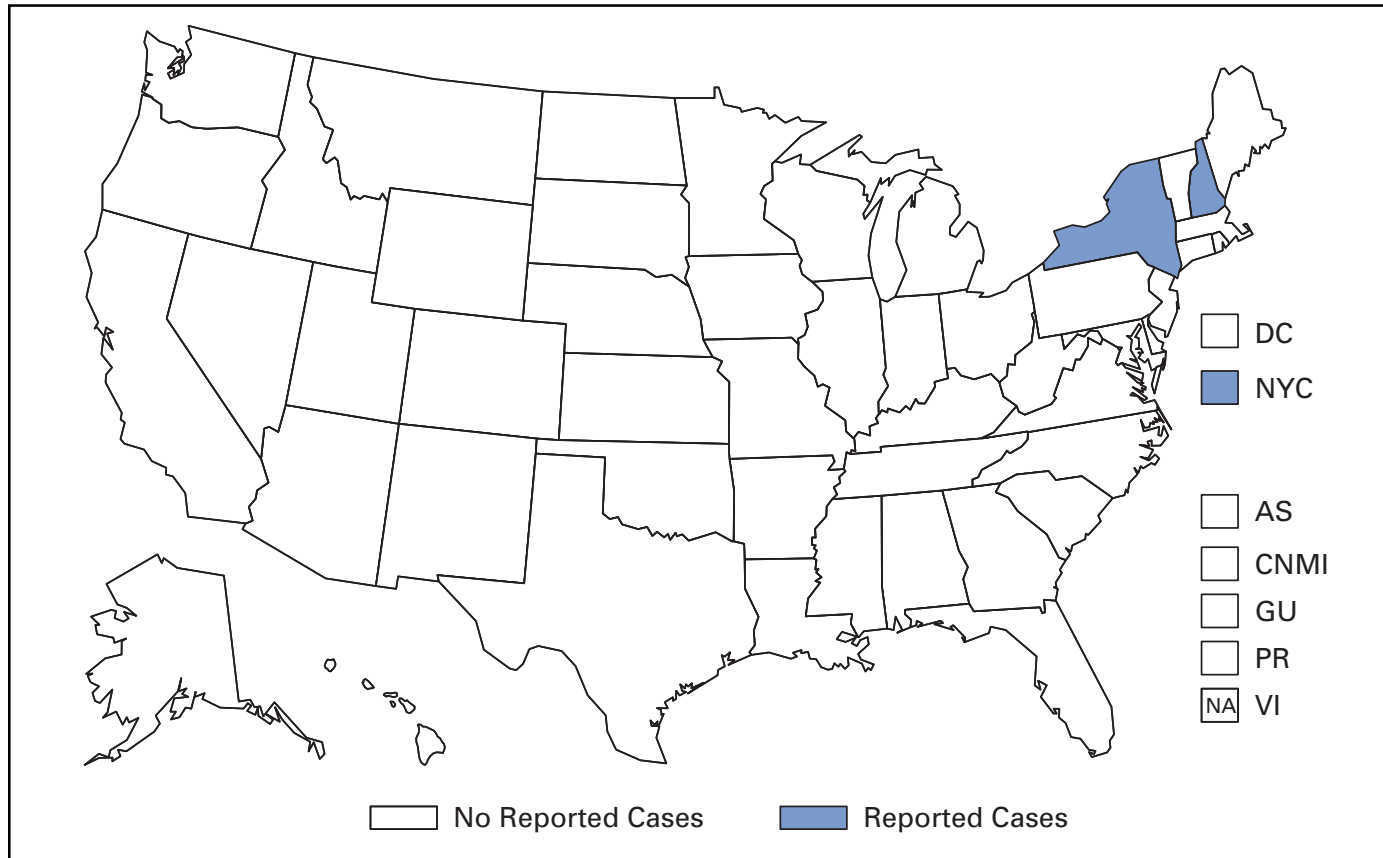 DC
NYC
AS
CNMI
GU
PR
NA VI
No Reported Cases Reported Cases